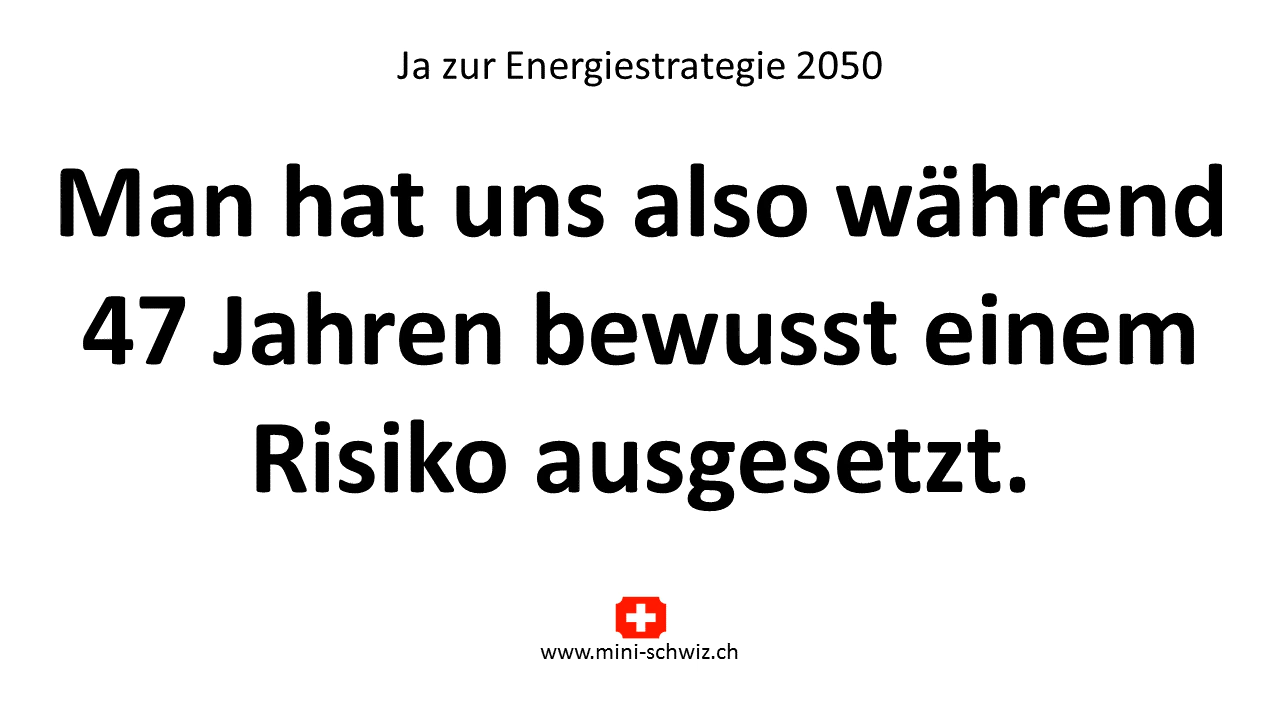 Ja zur Energiestrategie 2050
Man hat uns also während
47 Jahren bewusst einem
Risiko ausgesetzt.
www.mini-schwiz.ch